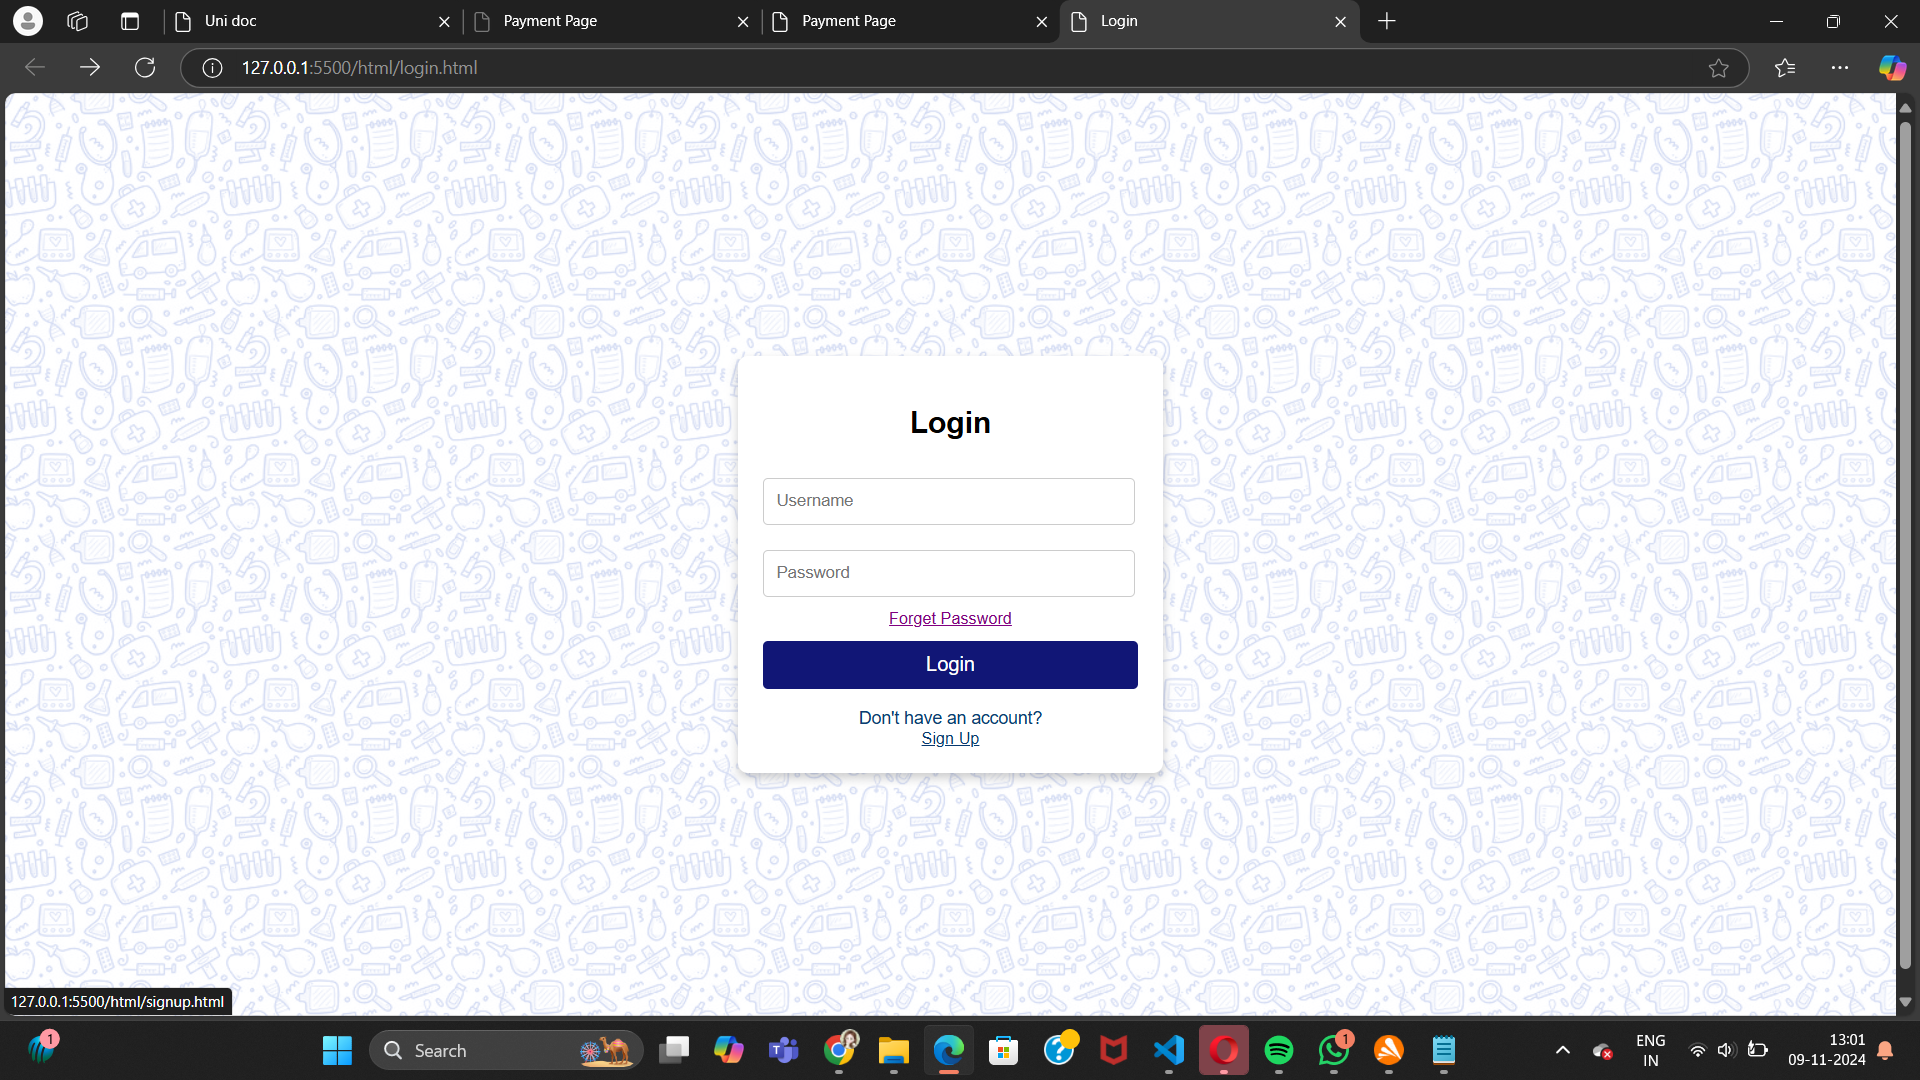 Uni doc
Payment Page
Payment Page
Login
127.0.0.1:5500/html/login.html
Login
Username
Password
Forget Password
Login
Don't have an account?
Sign Up
127.0.0.1:5500/html/signup.html
1
Search
1
ENG
IN
13:01
09-11-2024